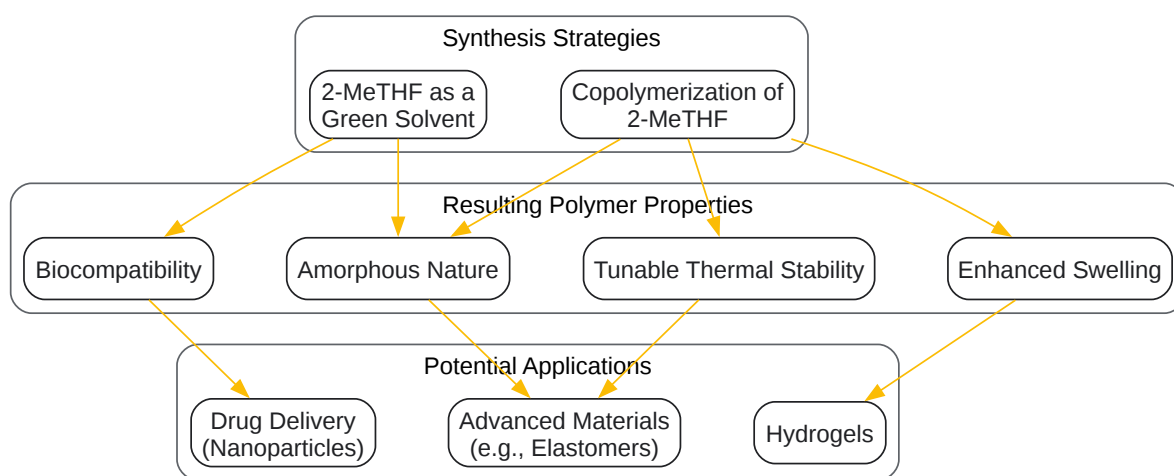 Synthesis Strategies
2-MeTHF as a
Green Solvent
Copolymerization of
2-MeTHF
Resulting Polymer Properties
Biocompatibility
Amorphous Nature
Tunable Thermal Stability
Enhanced Swelling
Potential Applications
Drug Delivery
(Nanoparticles)
Advanced Materials
(e.g., Elastomers)
Hydrogels